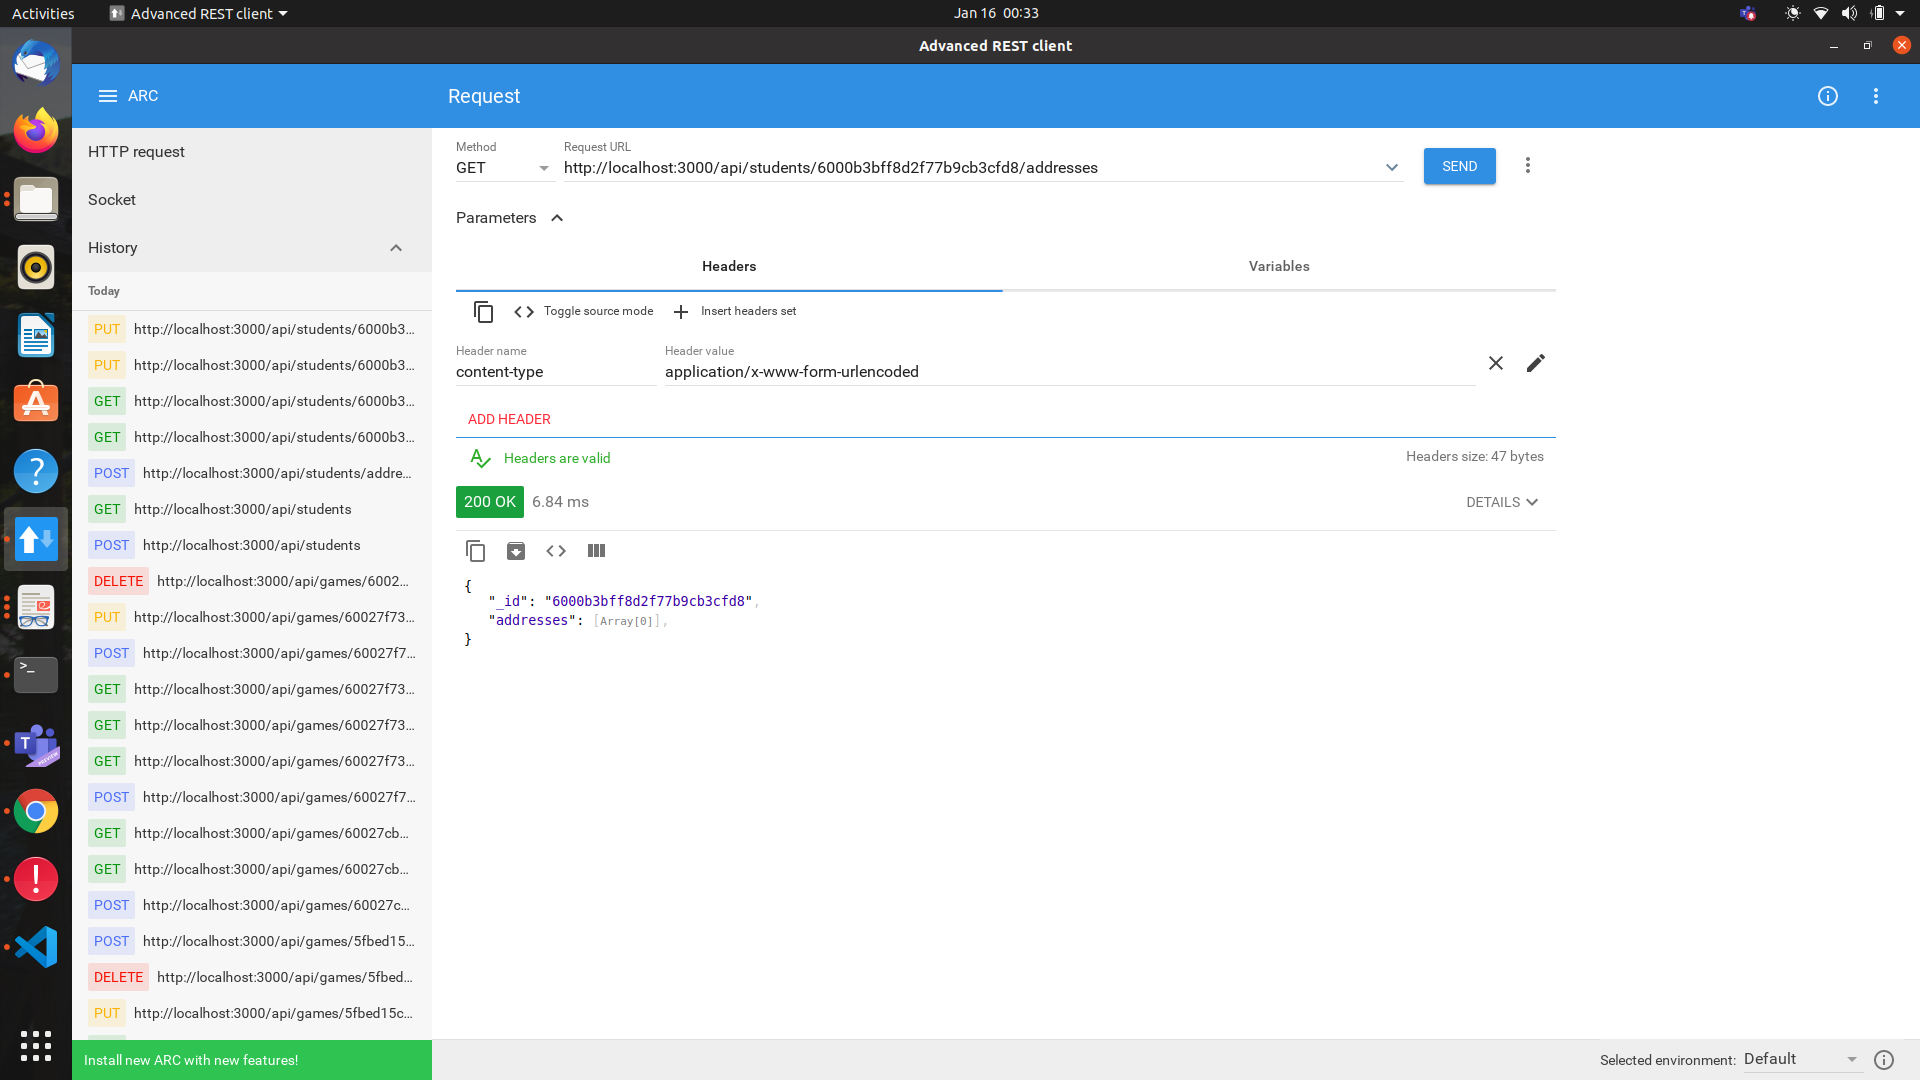 Activities
Advanced REST client
Jan 16 00:33
Advanced REST client
ARC
Request
HTTP request
Socket
History
Today
PUT http://localhost:3000/api/students/6000b3...
PUT http://localhost:3000/api/students/6000b3...
GET http://localhost:3000/api/students/6000b3...
GET http://localhost:3000/api/students/6000b3...
POST http://localhost:3000/api/students/addre...
GET http://localhost:3000/api/students
POST http://localhost:3000/api/students
DELETE http://localhost:3000/api/games/6002...
PUT http://localhost:3000/api/games/60027f73...
POST http://localhost:3000/api/games/60027f7...
GET http://localhost:3000/api/games/60027f73...
GET http://localhost:3000/api/games/60027f73...
GET http://localhost:3000/api/games/60027f73...
POST http://localhost:3000/api/games/60027f7...
GET http://localhost:3000/api/games/60027cb...
GET http://localhost:3000/api/games/60027cb...
POST http://localhost:3000/api/games/60027c...
POST http://localhost:3000/api/games/5fbed15...
DELETE http://localhost:3000/api/games/5fbed...
PUT http://localhost:3000/api/games/5fbed15c...
Install new ARC with new features!
Method
GET
Request URL
http://localhost:3000/api/students/6000b3bff8d2f77b9cb3cfd8/addresses
SEND
Parameters
Headers
Variables
Toggle source mode
Insert headers set
Header name
content-type
Header value
application/x-www-form-urlencoded
ADD HEADER
Headers are valid
Headers size: 47 bytes
200 OK 6.84 ms
DETAILS
{
"_id": "6000b3bff8d2f77b9cb3cfd8",
"addresses": [Array[0]],
}
Selected environment: Default